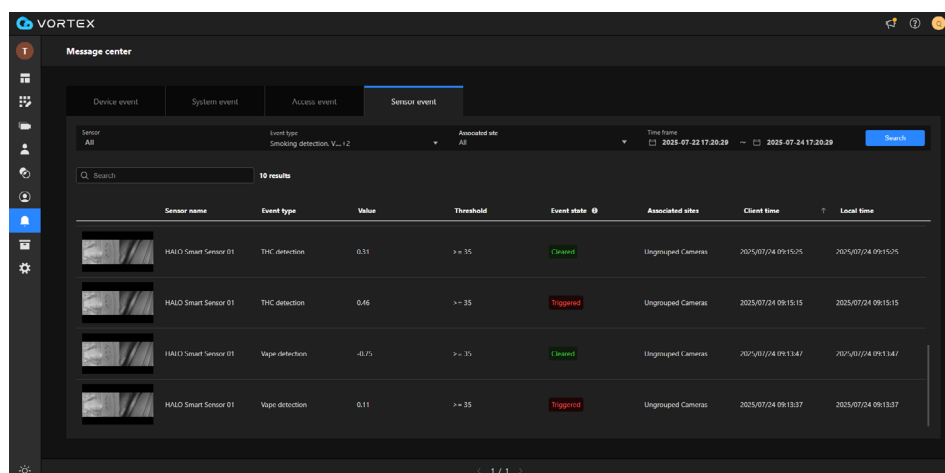 VORTEX
T
Message center
Device event System event Access event Sensor event
Sensor Event type Associated site Time frame
All Smoking detection, V... +2 All 2025-07-22 17:20:29 ~ 2025-07-24 17:20:29 Search
Search 10 results
Sensor name Event type Value Threshold Event state Associated sites Client time Local time
HALO Smart Sensor 01 THC detection 0.31 >= 35 Cleared Ungrouped Cameras 2025/07/24 09:15:25 2025/07/24 09:15:25
HALO Smart Sensor 01 THC detection 0.46 >= 35 Triggered Ungrouped Cameras 2025/07/24 09:15:15 2025/07/24 09:15:15
HALO Smart Sensor 01 Vape detection -0.75 >= 35 Cleared Ungrouped Cameras 2025/07/24 09:13:47 2025/07/24 09:13:47
HALO Smart Sensor 01 Vape detection 0.11 >= 35 Triggered Ungrouped Cameras 2025/07/24 09:13:37 2025/07/24 09:13:37
< 1 / 1 >